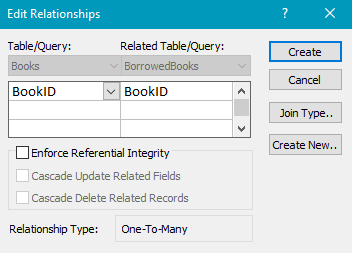 Edit Relationships
?
Table/Query: Related Table/Query:
Books BorrowedBooks
BookID BookID
Enforce Referential Integrity
Cascade Update Related Fields
Cascade Delete Related Records
Relationship Type: One-To-Many
Create
Cancel
Join Type..
Create New..